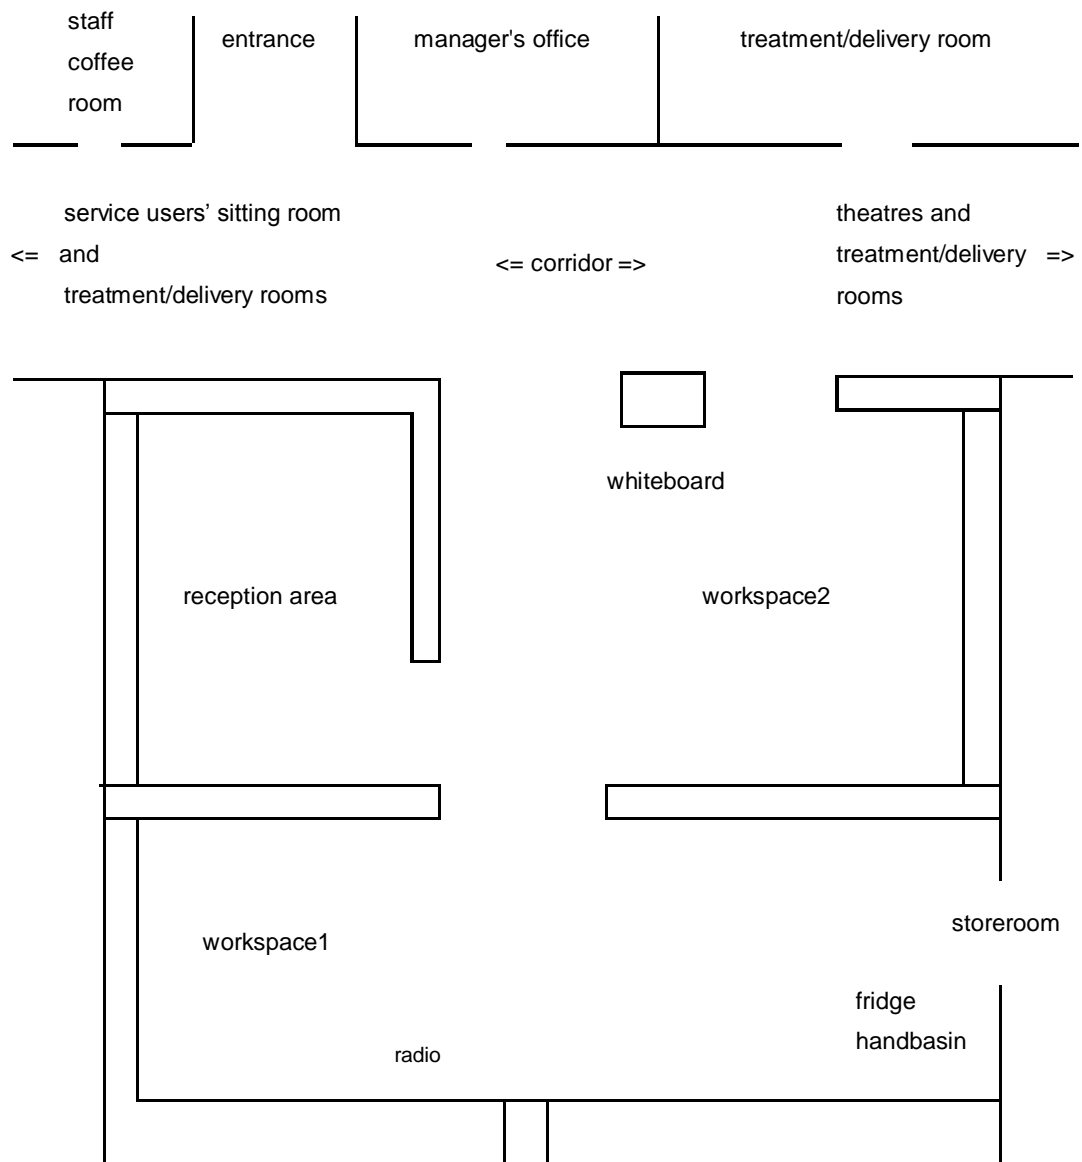 staff
coffee
room
entrance
manager's office
treatment/delivery room
service users’ sitting room
<= and
treatment/delivery rooms
<= corridor =>
theatres and
treatment/delivery =>
rooms
whiteboard
reception area
workspace2
workspace1
storeroom
fridge
handbasin
radio